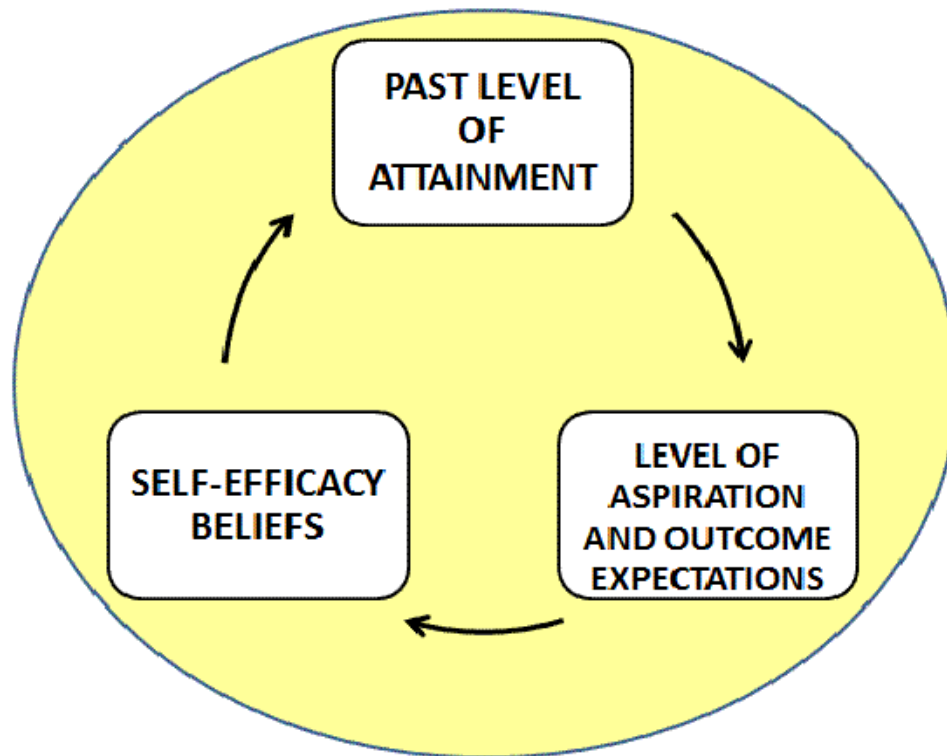 PAST LEVEL
OF
ATTAINMENT
LEVEL OF
ASPIRATION
AND OUTCOME
EXPECTATIONS
SELF-EFFICACY
BELIEFS